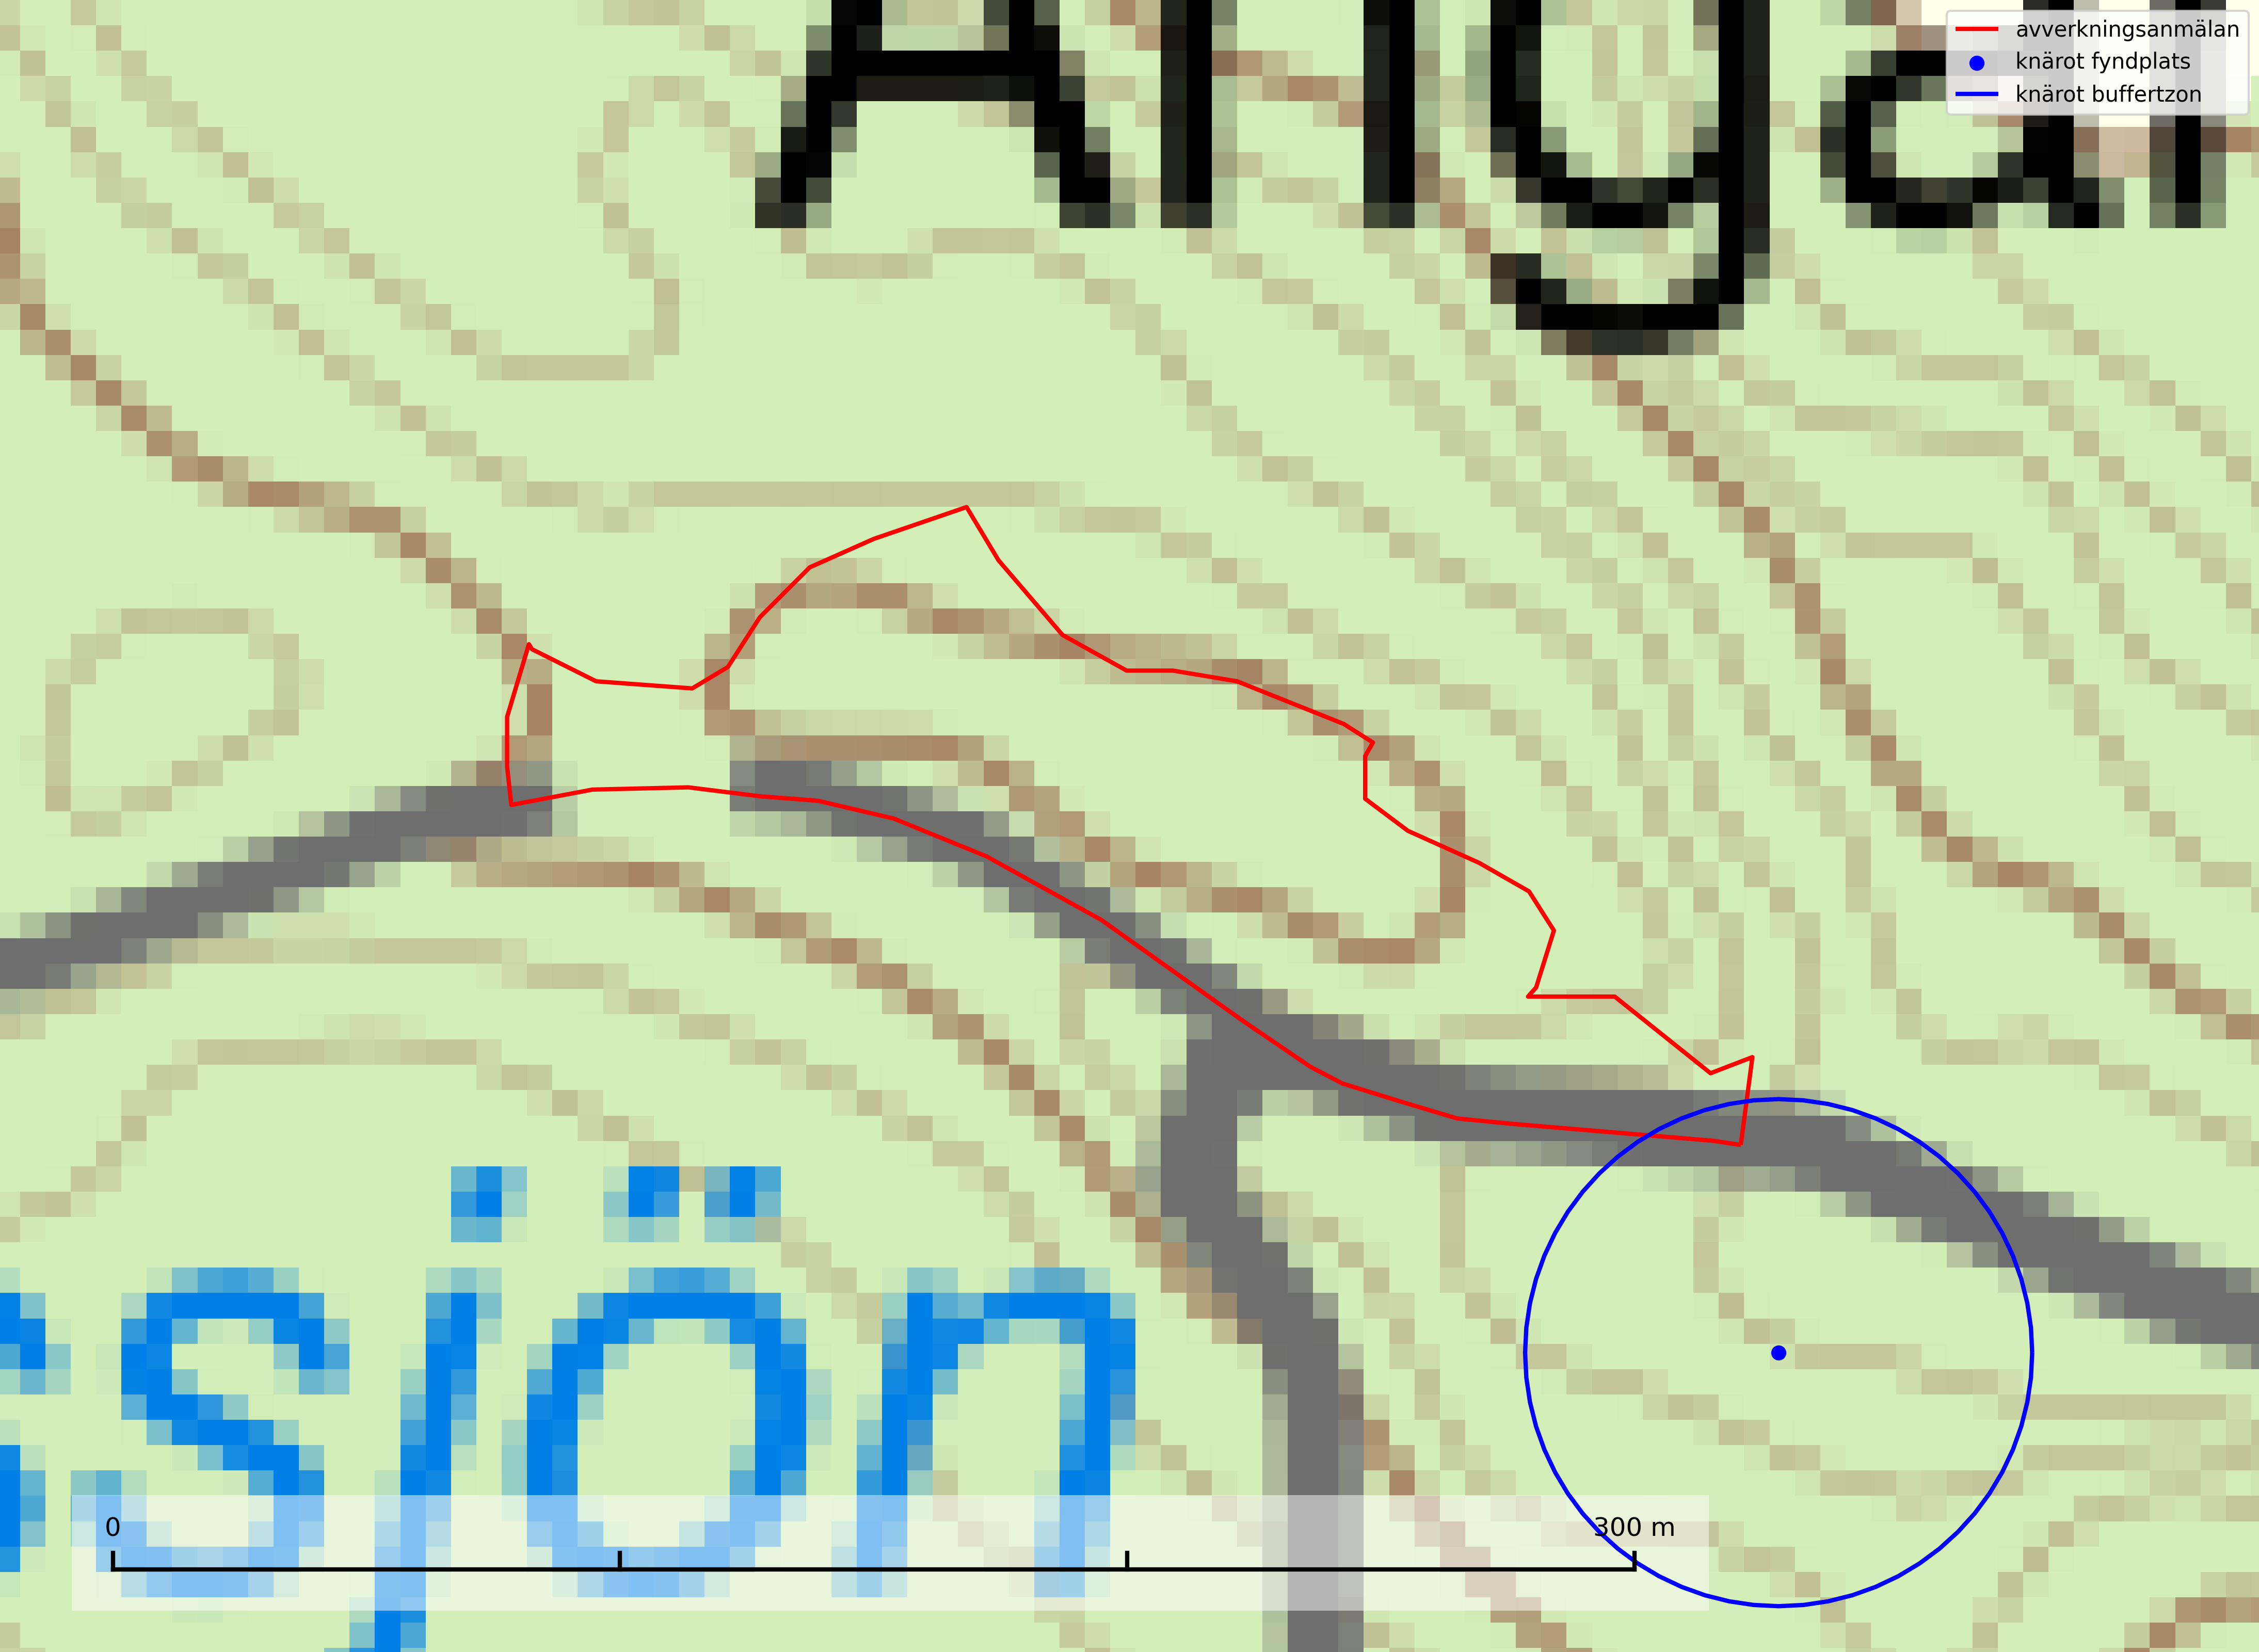 avverkningsanmälan
knärot fyndplats
knärot buffertzon
sjön
0 300 m